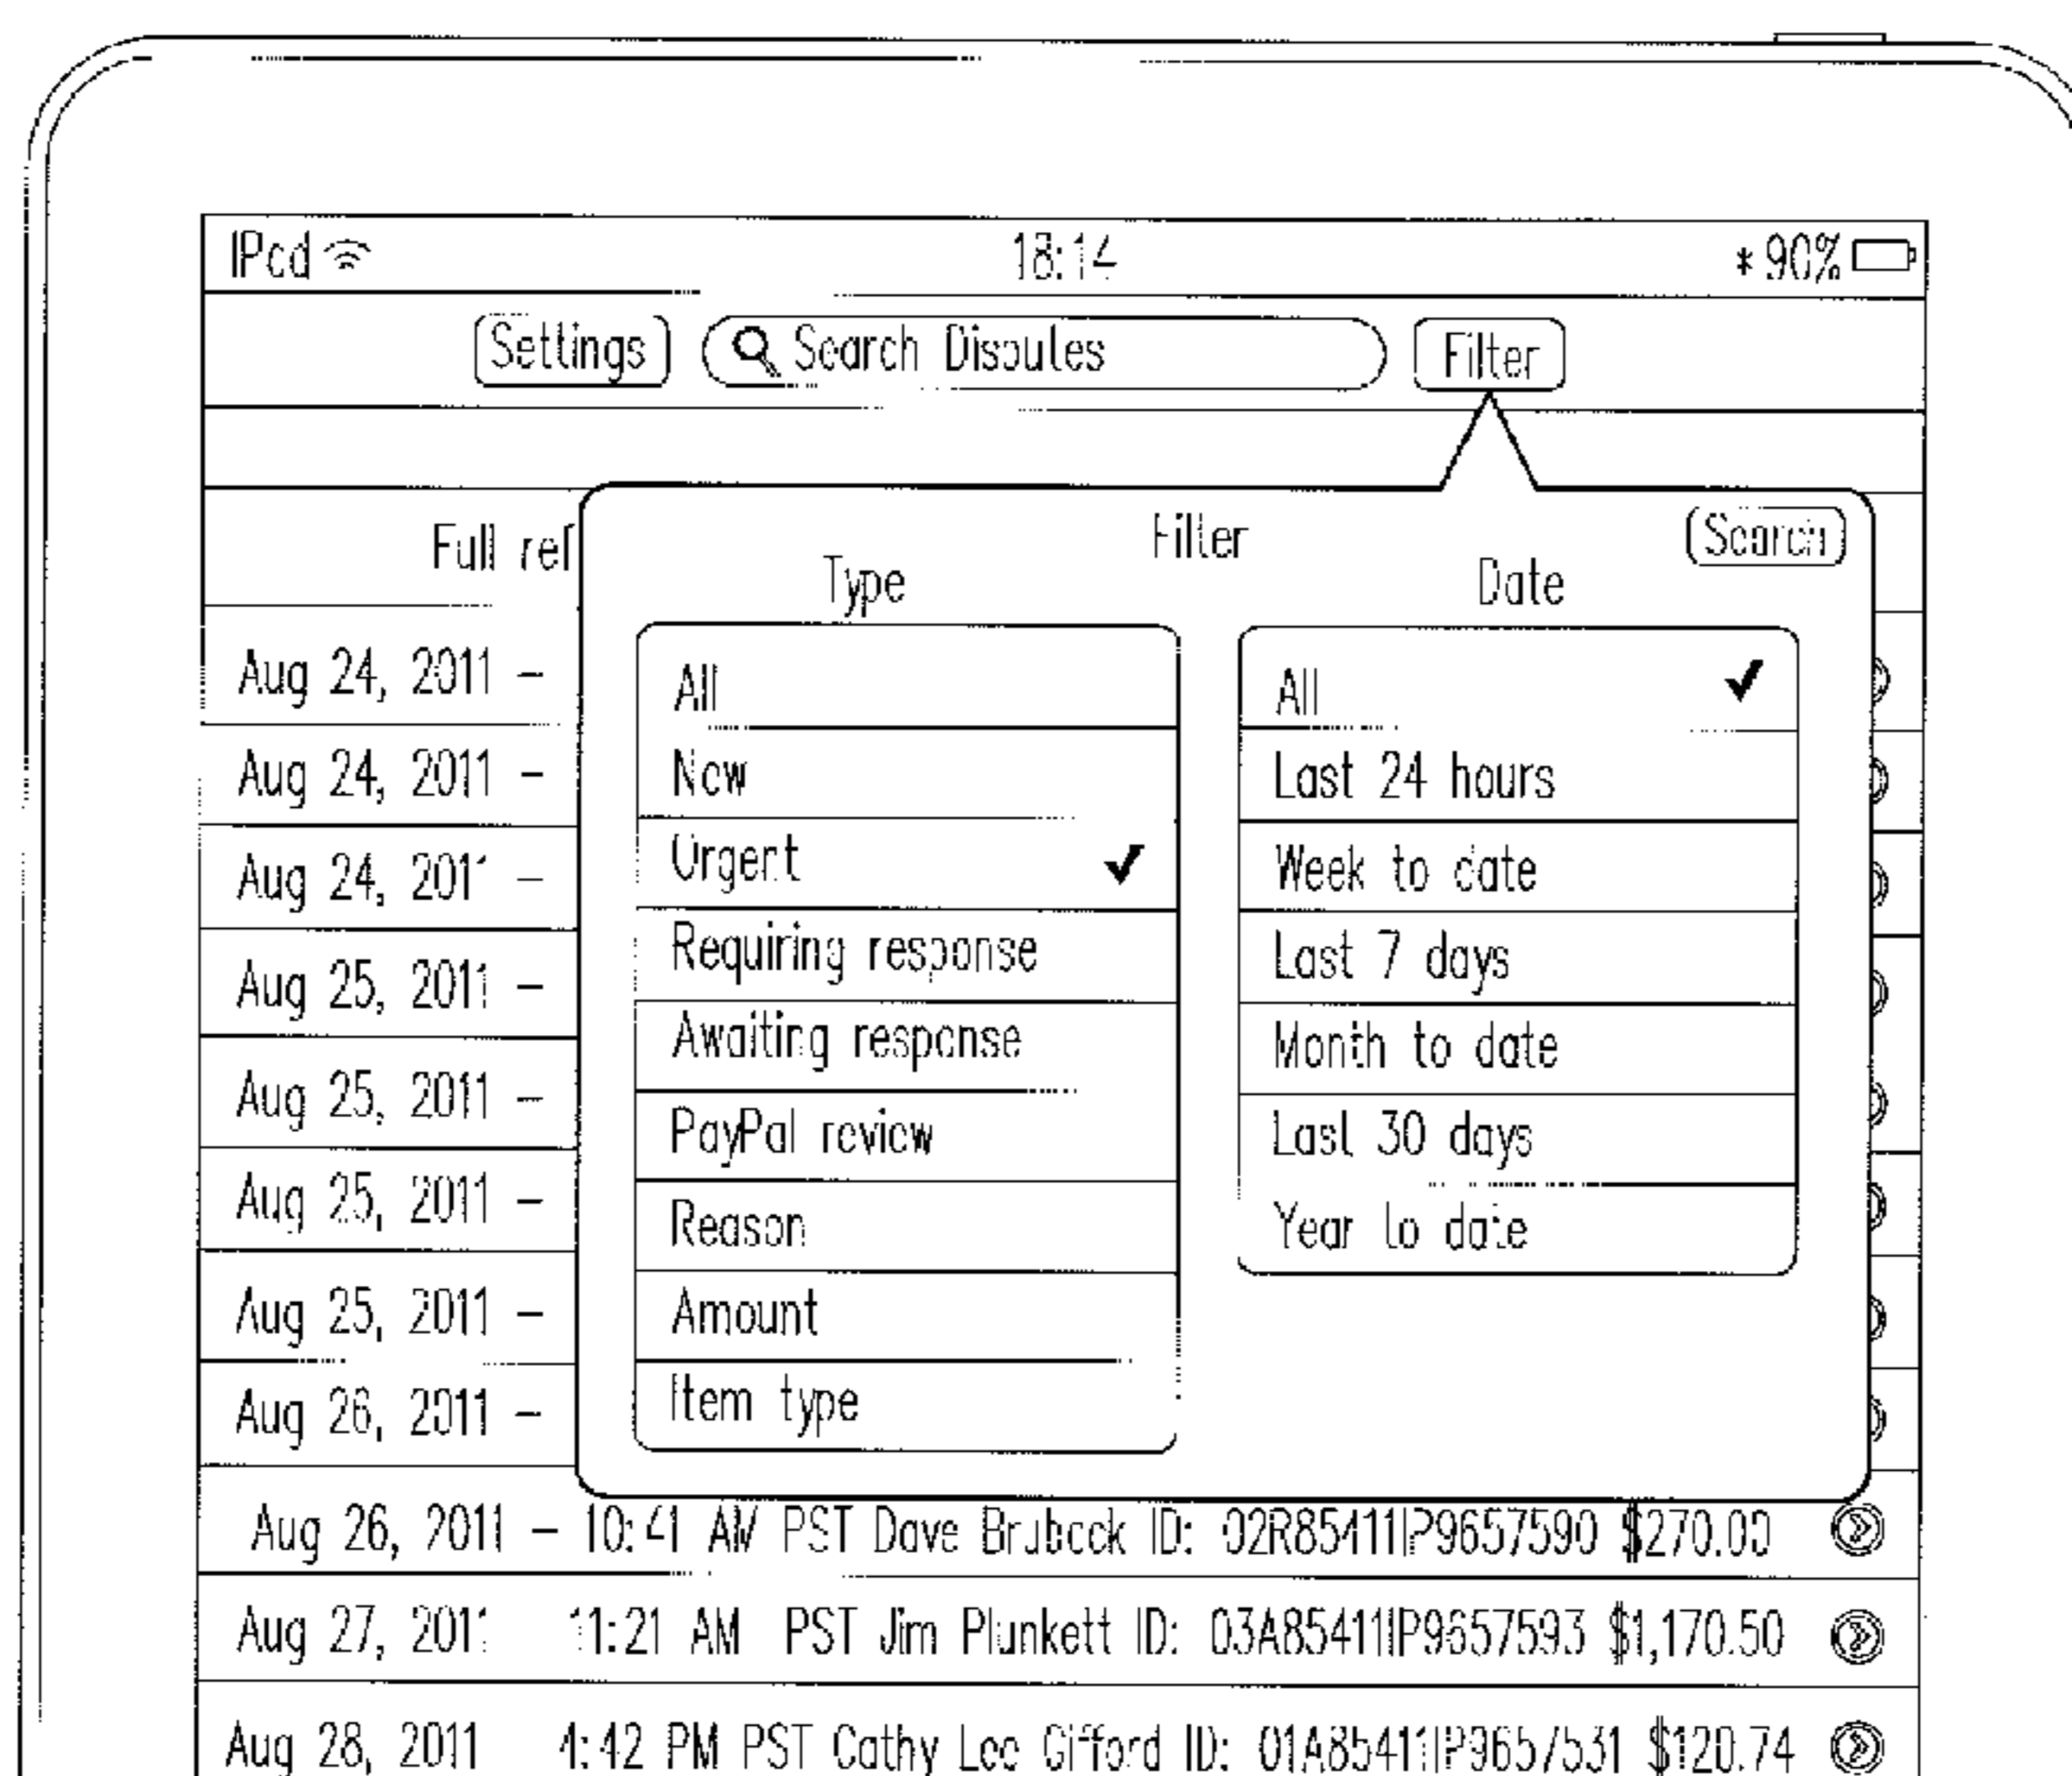 IPad 18:14 * 90%
Settings Search Disputes Filter
Filter Search
Full ref
Type Date
Aug 24, 2011 – All ✓ All
Aug 24, 2011 – New Last 24 hours
Aug 24, 2011 – Urgent ✓ Week to date
Aug 25, 2011 – Requiring response Last 7 days
Aug 25, 2011 – Awaiting response Month to date
Aug 25, 2011 – PayPal review Last 30 days
Aug 25, 2011 – Reason Year to date
Amount
Aug 26, 2011 – Item type
Aug 26, 2011 – 10:41 AM PST Dave Brubeck ID: 02R85411IP9657590 $270.00
Aug 27, 2011 11:21 AM PST Jim Plunkett ID: 03A85411IP9657593 $1,170.50
Aug 28, 2011 4:42 PM PST Cathy Lee Gifford ID: 01A85411IP9657531 $120.74